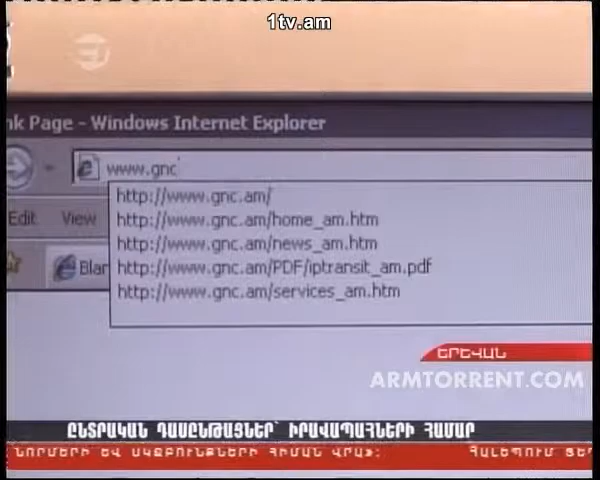 1tv.am
nk Page - Windows Internet Explorer
www.gnc
http://www.gnc.am/
Edit View
http://www.gnc.am/home_am.htm
http://www.gnc.am/news_am.htm
Blan
http://www.gnc.am/PDF/iptransit_am.pdf
http://www.gnc.am/services_am.htm
ԵՐԵՎԱՆ
ARMTORRENT.COM
ԸՆՏՐԱԿԱՆ ԴԱՍԸՆԹԱՑՆԵՐ՝ ԻՐԱՎԱՊԱՀՆԵՐԻ ՀԱՄԱՐ
ՆՈՐՄԵՐԻ ԵՎ ՍԿԶԲՈՒՆՔՆԵՐԻ ՀԻՄԱՆ ՎՐԱ»: ՀԱԼԵՊՈՒՄ ՑԵՂ